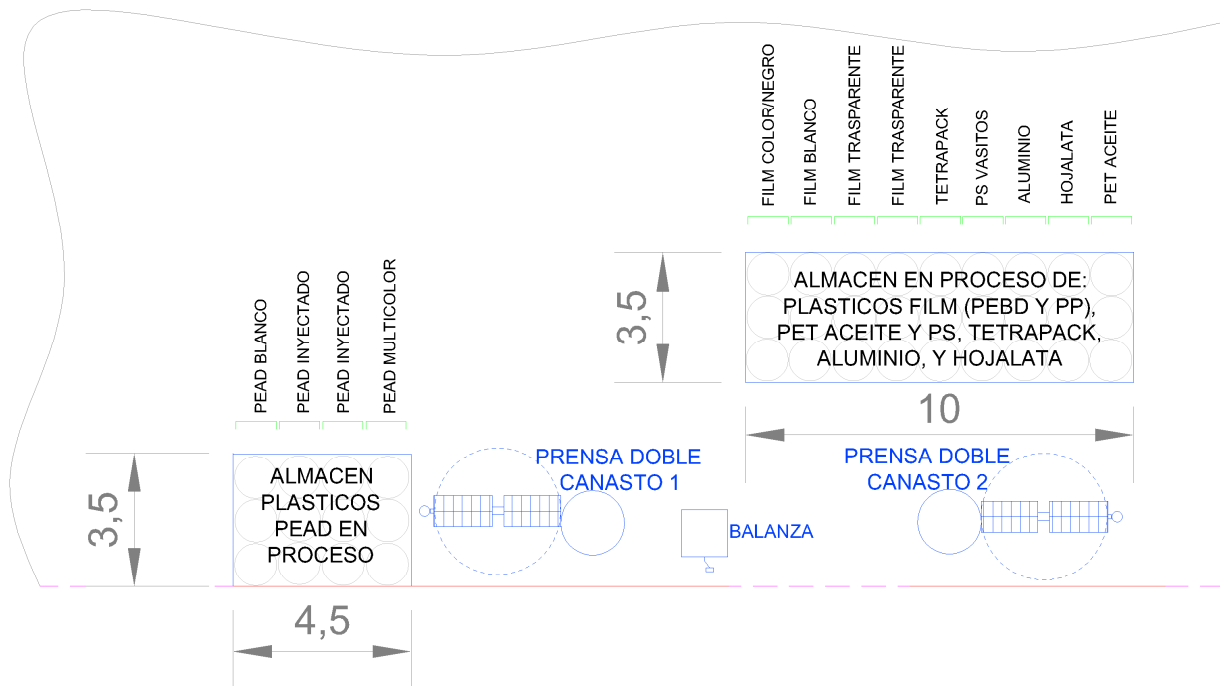 FILM COLOR/NEGRO
FILM BLANCO
FILM TRASPARENTE
FILM TRASPARENTE
TETRAPACK
PS VASITOS
ALUMINIO
HOJALATA
PET ACEITE
3,5
ALMACEN EN PROCESO DE:
PLASTICOS FILM (PEBD Y PP),
PET ACEITE Y PS, TETRAPACK,
ALUMINIO, Y HOJALATA
10
PEAD BLANCO
PEAD INYECTADO
PEAD INYECTADO
PEAD MULTICOLOR
3,5
ALMACEN
PLASTICOS
PEAD EN
PROCESO
4,5
PRENSA DOBLE
CANASTO 1
BALANZA
PRENSA DOBLE
CANASTO 2